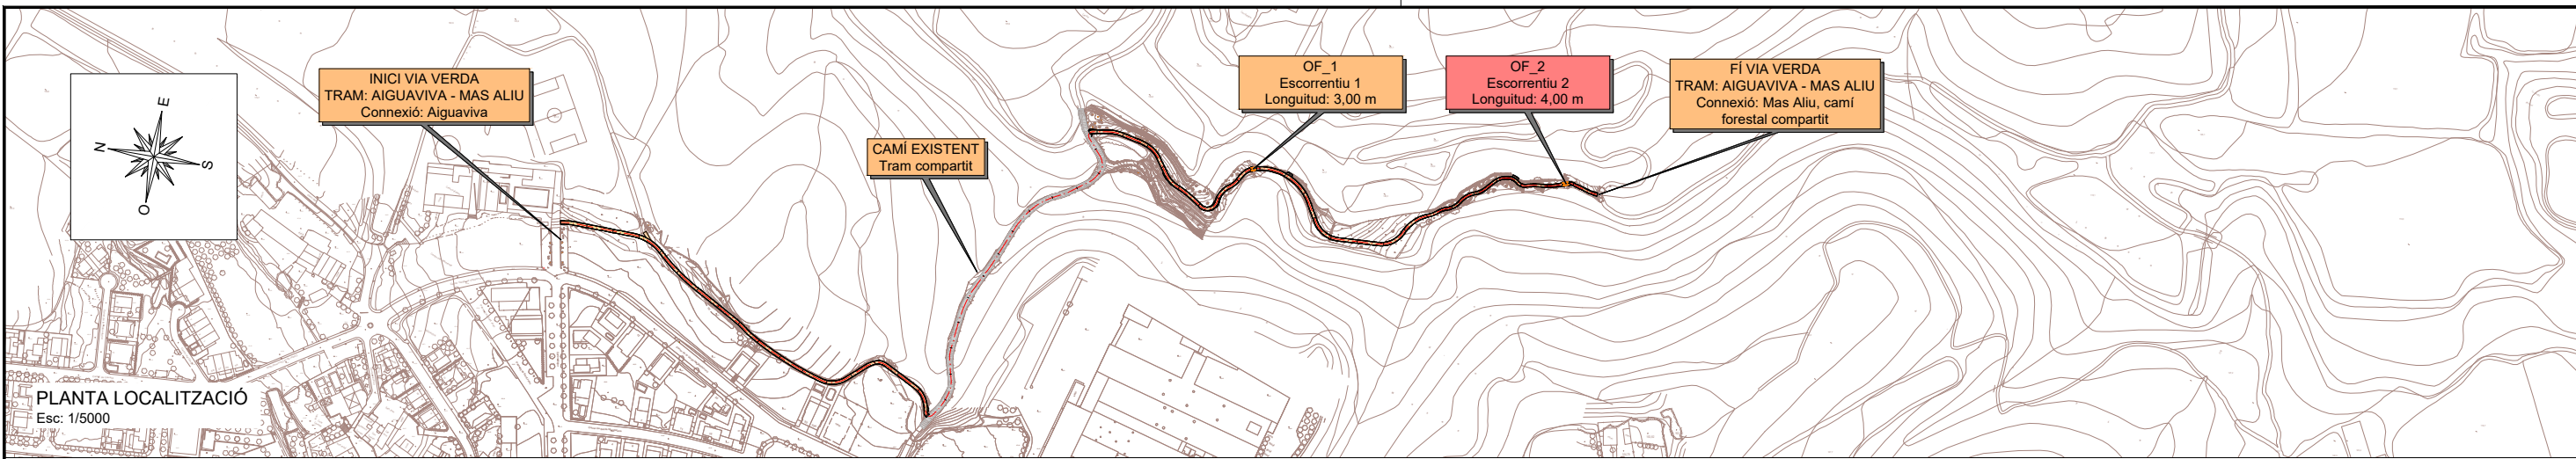 INICI VIA VERDA
TRAM: AIGUAVIVA - MAS ALIU
Connexió: Aiguaviva
CAMÍ EXISTENT
Tram compartit
OF_1
Escorrentiu 1
Longuitud: 3,00 m
OF_2
Escorrentiu 2
Longuitud: 4,00 m
FÍ VIA VERDA
TRAM: AIGUAVIVA - MAS ALIU
Connexió: Mas Aliu, camí
forestal compartit
E
N
S
O
PLANTA LOCALITZACIÓ
Esc: 1/5000